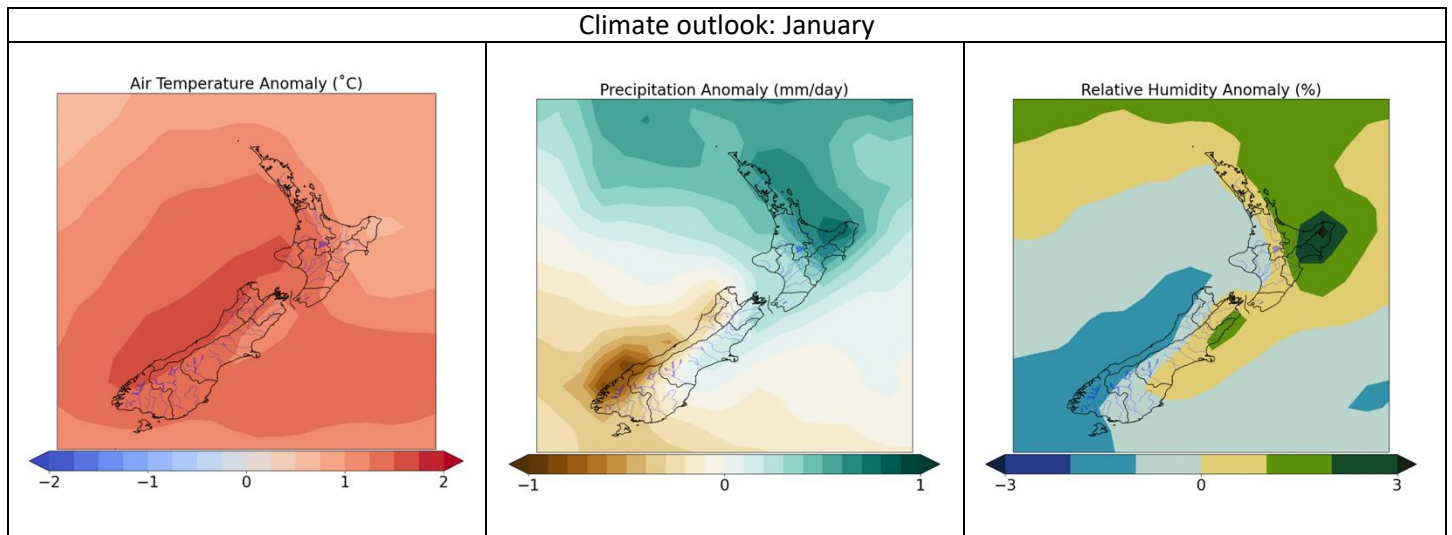 Climate outlook: January
Air Temperature Anomaly (˚C)
−2 −1 0 1 2
Precipitation Anomaly (mm/day)
−1 0 1
Relative Humidity Anomaly (%)
−3 0 3